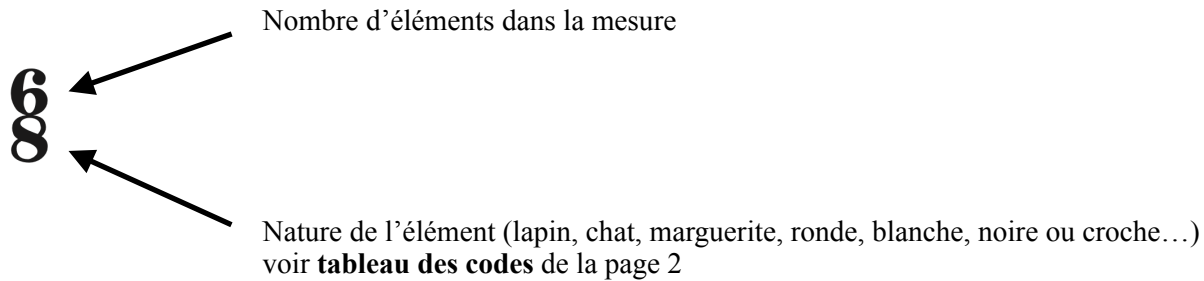 Nombre d’éléments dans la mesure
6
8
Nature de l’élément (lapin, chat, marguerite, ronde, blanche, noire ou croche…)
voir tableau des codes de la page 2